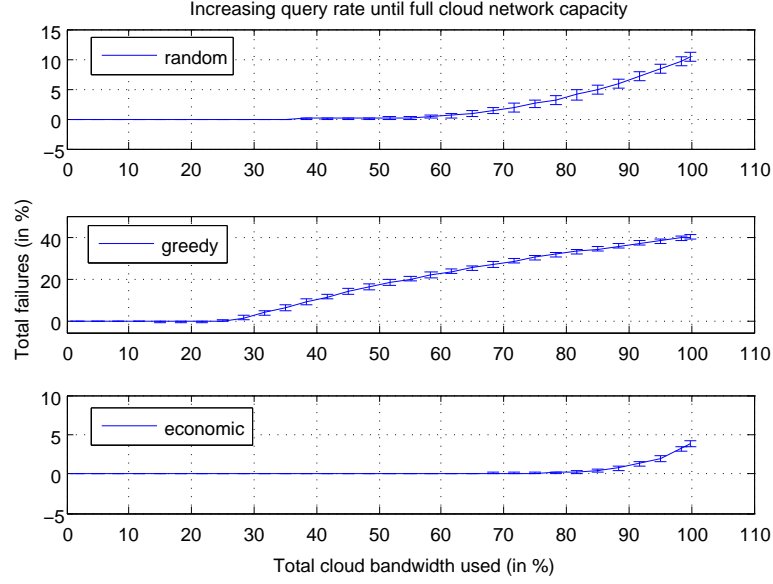 Increasing query rate until full cloud network capacity
15
10
5
0
−5
random
0 10 20 30 40 50 60 70 80 90 100 110
Total failures (in %)
40
20
0
greedy
0 10 20 30 40 50 60 70 80 90 100 110
10
5
0
−5
economic
0 10 20 30 40 50 60 70 80 90 100 110
Total cloud bandwidth used (in %)